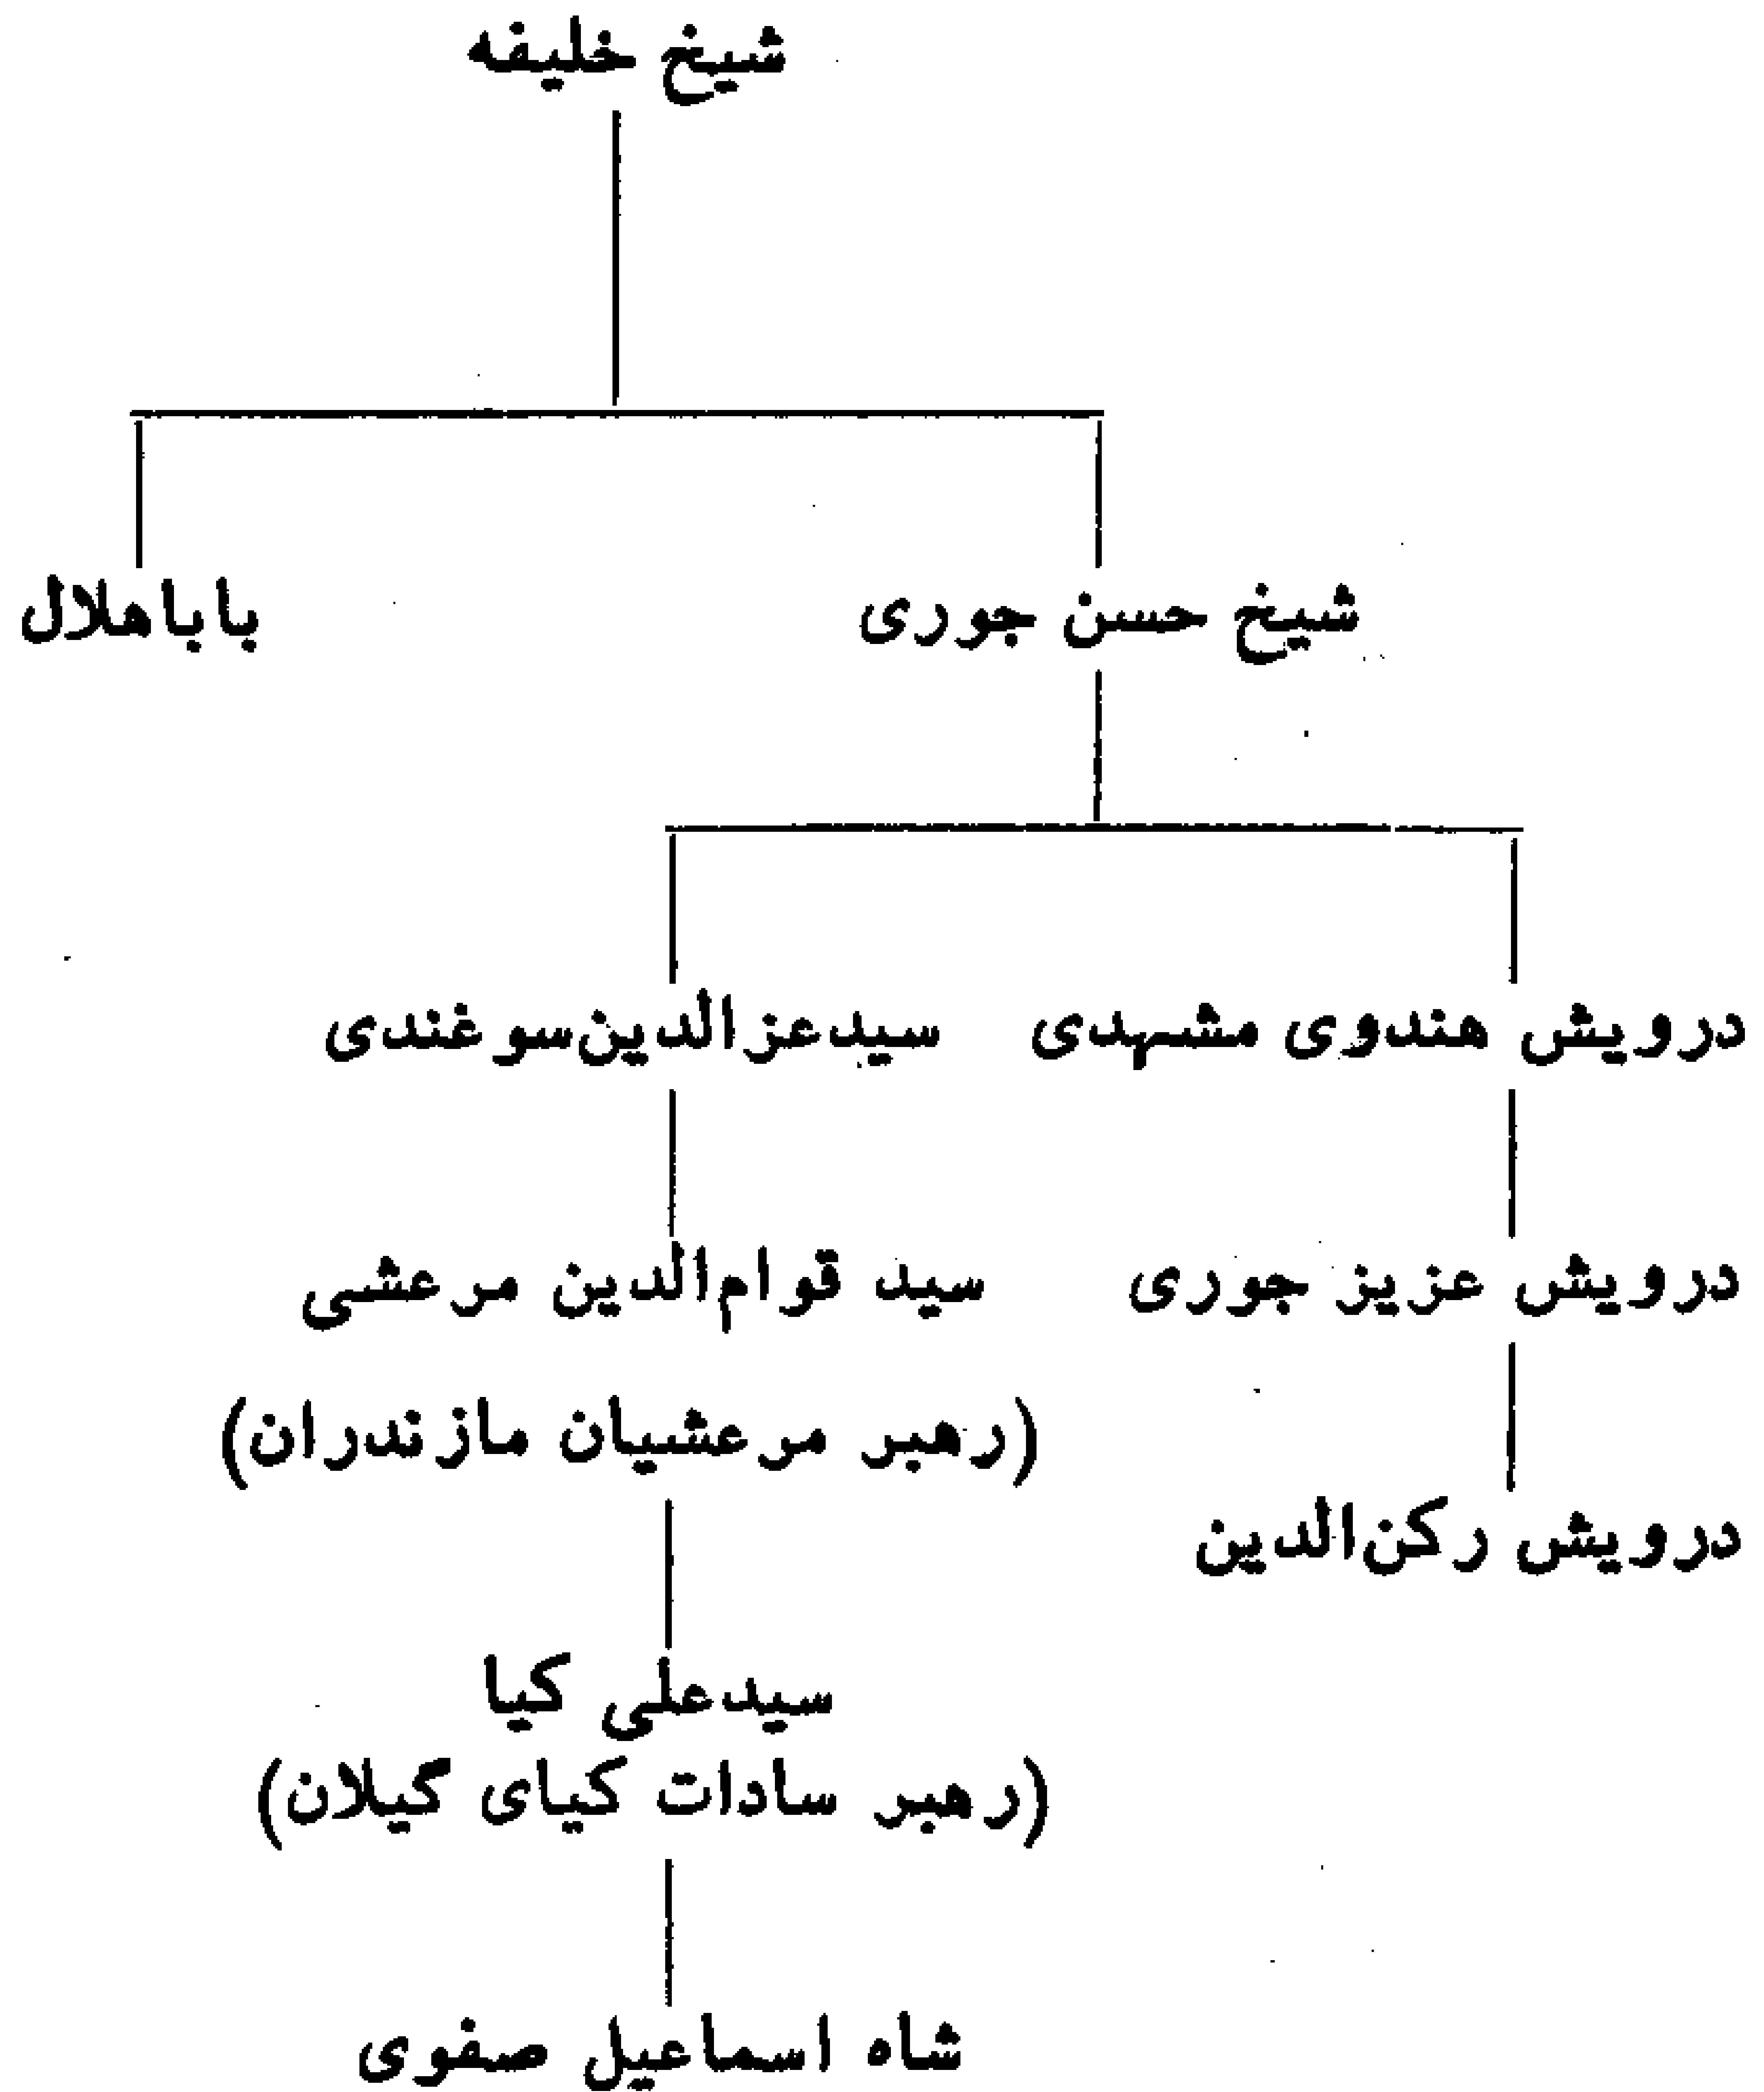 شیخ خلیفه
شیخ حسن جوری
باباهلال
درویش هندوی مشهدی
سیدعزالدین‌سوغندی
درویش عزیز جوری
سید قوام‌الدین مرعشی
(رهبر مرعشیان مازندران)
درویش رکن‌الدین
سیدعلی کیا
(رهبر سادات کیای گیلان)
شاه اسماعیل صفوی